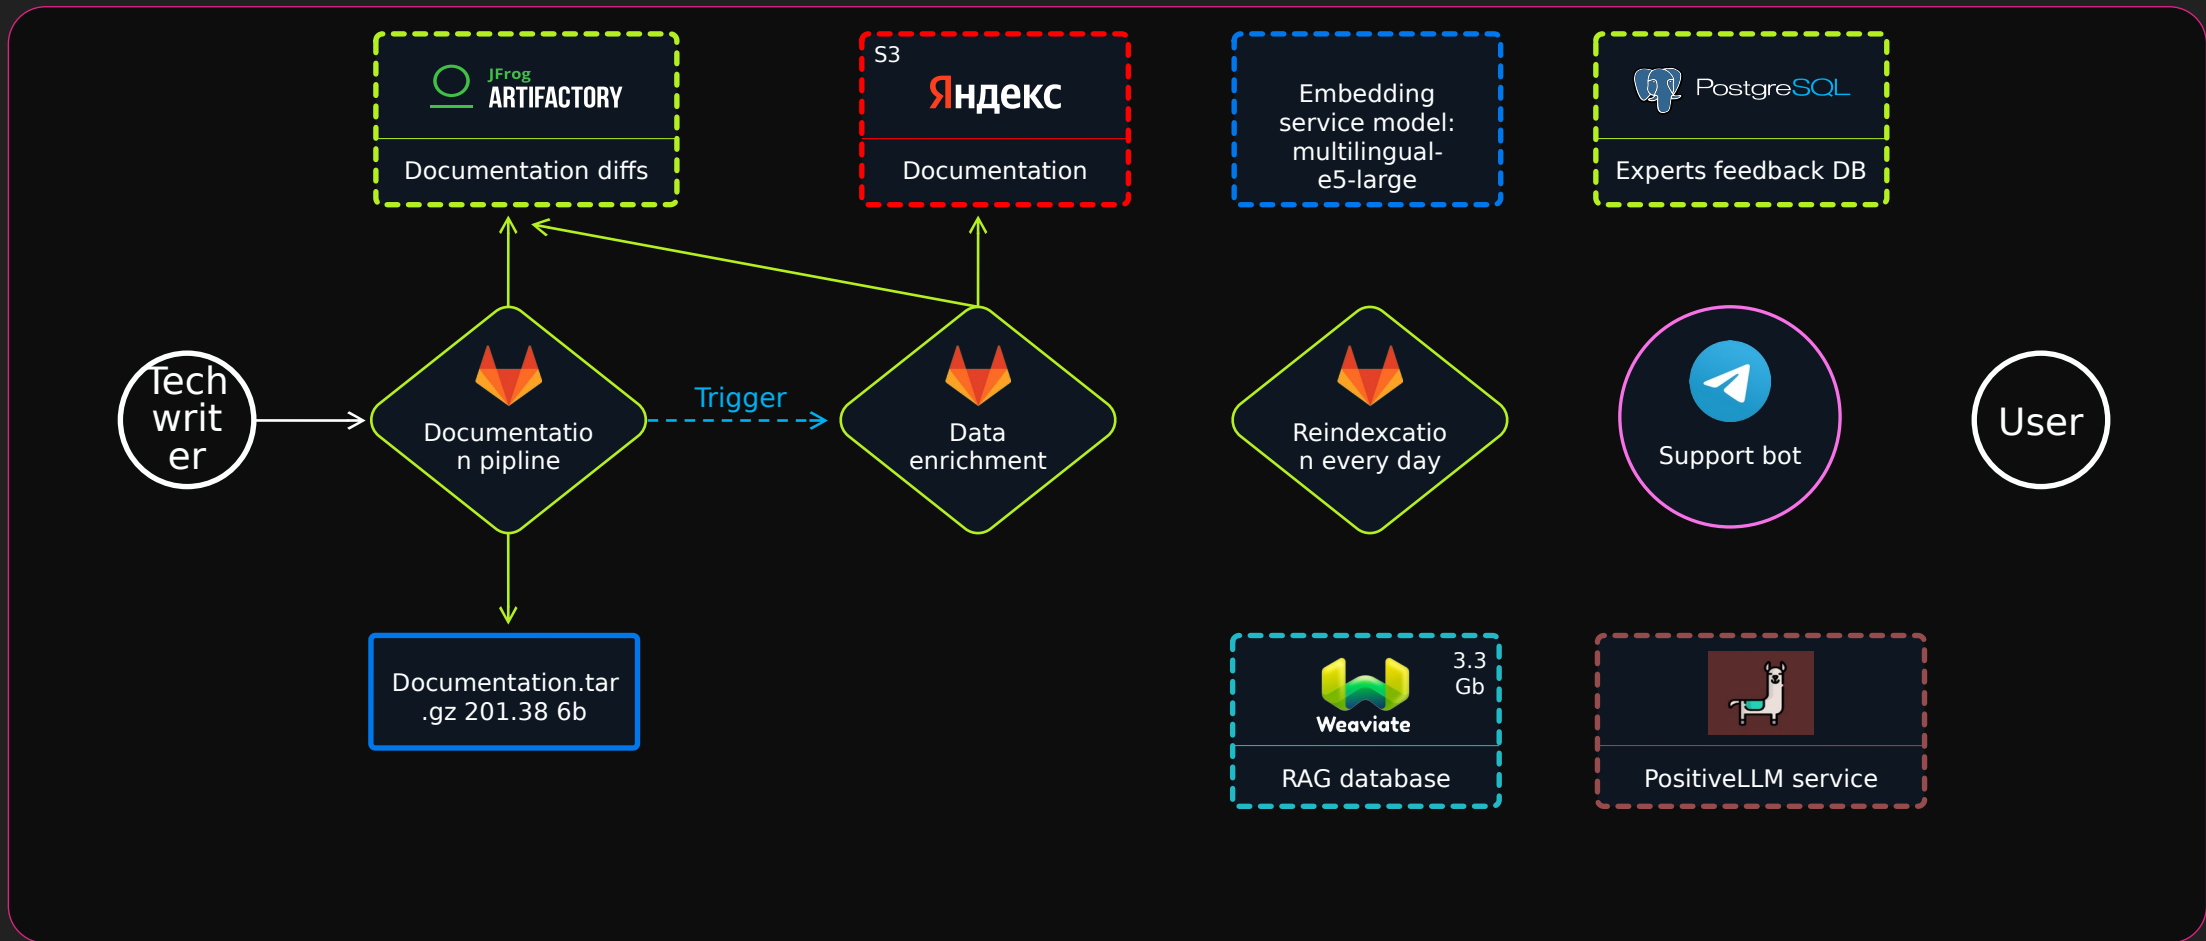 JFrog
ARTIFACTORY
Documentation diffs
S3
Яндекс
Documentation
Embedding
service model:
multilingual-
e5-large
PostgreSQL
Experts feedback DB
Tech
writ
er
Documentatio
n pipline
Trigger
Data
enrichment
Reindexcatio
n every day
Support bot
User
Documentation.tar
.gz 201.38 6b
3.3
Gb
Weaviate
RAG database
PositiveLLM service